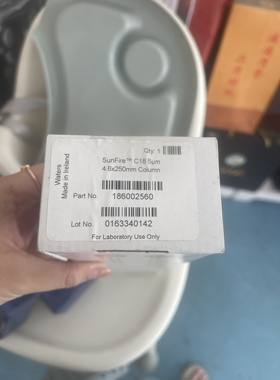 Qty: 1
Waters
Made in Ireland
SunFire™ C18 5µm
4.6x250mm Column
Part No. 186002560
Lot No. 0163340142
For Laboratory Use Only